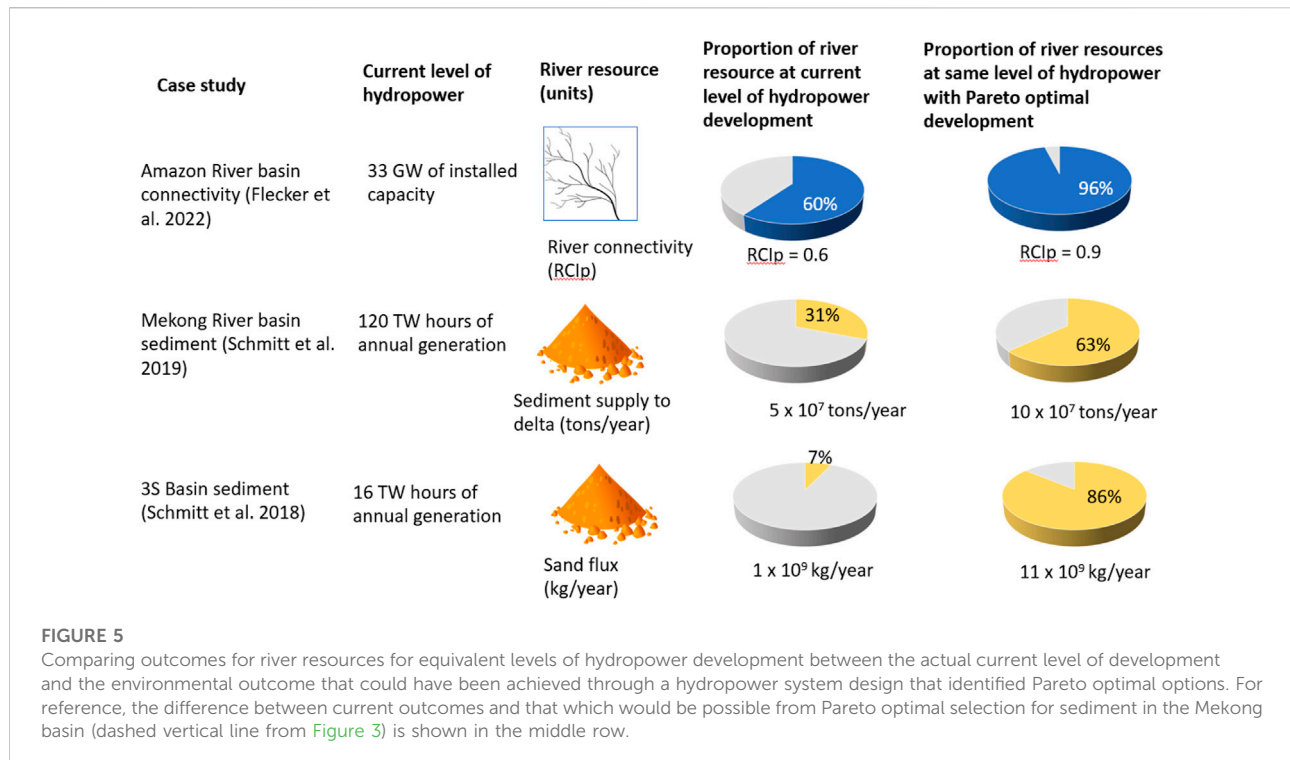 Case study
Current level of
hydropower
River resource
(units)
Proportion of river
resource at current
level of hydropower
development
Proportion of river resources
at same level of hydropower
with Pareto optimal
development
Amazon River basin
connectivity (Flecker et
al. 2022)
33 GW of installed
capacity
River connectivity
(RCIp)
60%
RCIp = 0.6
96%
RCIp = 0.9
Mekong River basin
sediment (Schmitt et al.
2019)
120 TW hours of
annual generation
Sediment supply to
delta (tons/year)
31%
5 x 10⁷ tons/year
63%
10 x 10⁷ tons/year
3S Basin sediment
(Schmitt et al. 2018)
16 TW hours of
annual generation
Sand flux
(kg/year)
7%
1 x 10⁹ kg/year
86%
11 x 10⁹ kg/year
FIGURE 5
Comparing outcomes for river resources for equivalent levels of hydropower development between the actual current level of development
and the environmental outcome that could have been achieved through a hydropower system design that identified Pareto optimal options. For
reference, the difference between current outcomes and that which would be possible from Pareto optimal selection for sediment in the Mekong
basin (dashed vertical line from Figure 3) is shown in the middle row.